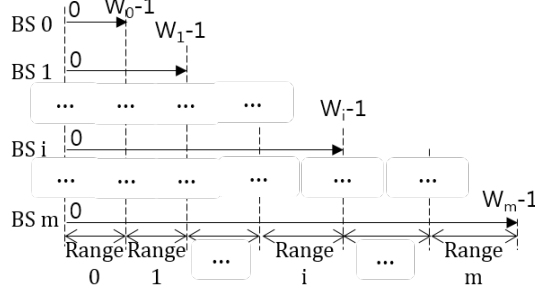 BS 0 0 W₀-1
BS 1 0 W₁-1
... ... ... ...
BS i 0 Wᵢ-1
... ... ... ... ... ...
BS m 0 Wₘ-1
Range Range Range Range
0 1 ... i ... m